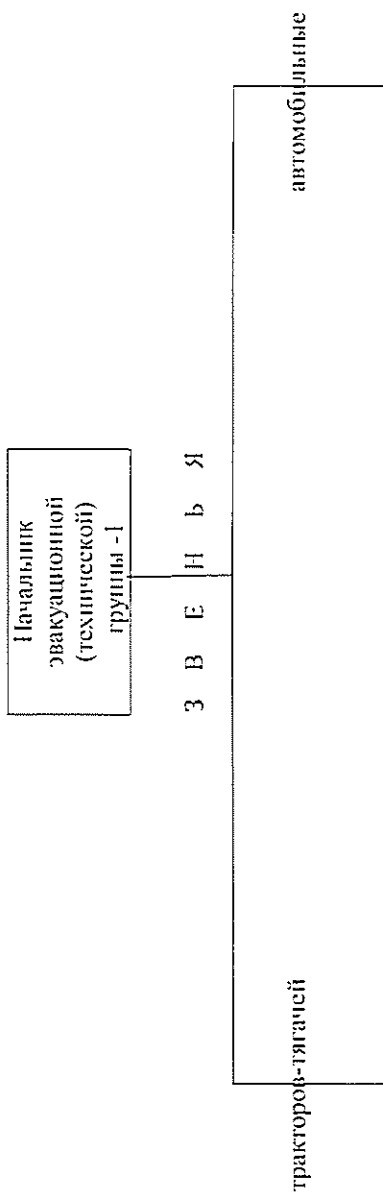 Начальник
эвакуационной
(технической)
группы -1
З В Е Н Ь Я
тракторов-тягачей
автомобильные